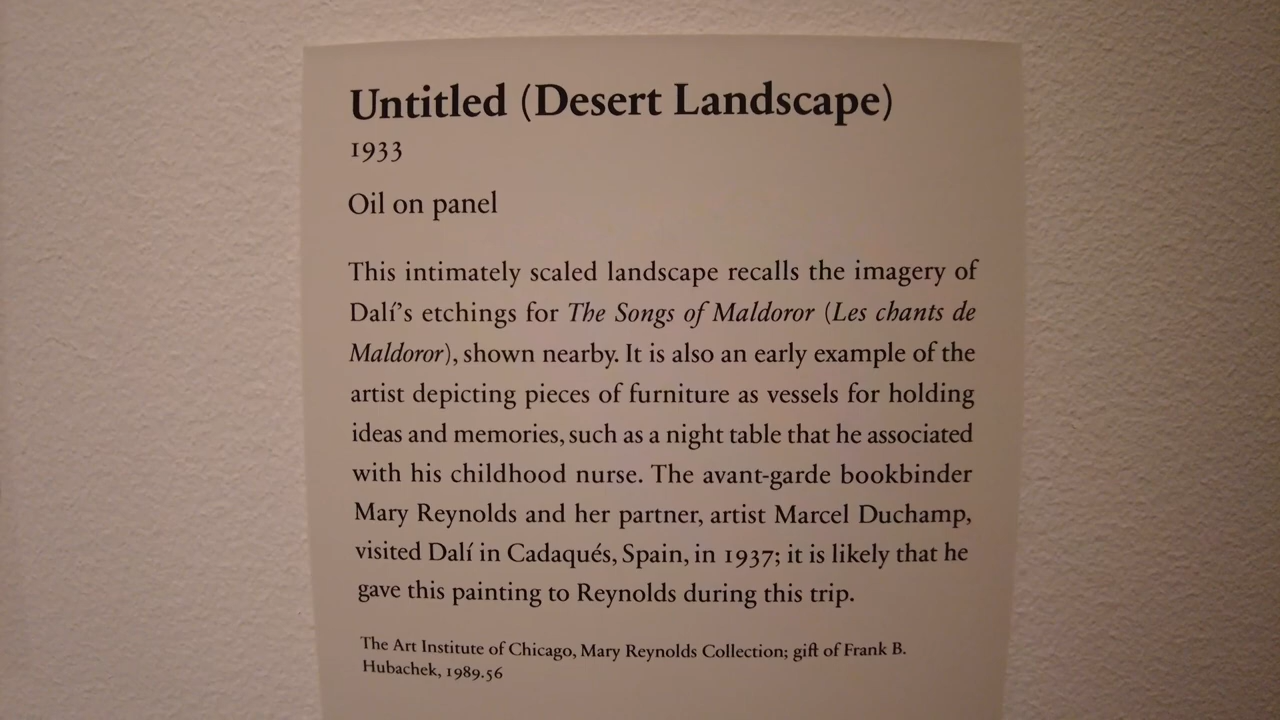 Untitled (Desert Landscape)
1933
Oil on panel
This intimately scaled landscape recalls the imagery of
Dalí’s etchings for The Songs of Maldoror (Les chants de
Maldoror), shown nearby. It is also an early example of the
artist depicting pieces of furniture as vessels for holding
ideas and memories, such as a night table that he associated
with his childhood nurse. The avant-garde bookbinder
Mary Reynolds and her partner, artist Marcel Duchamp,
visited Dalí in Cadaqués, Spain, in 1937; it is likely that he
gave this painting to Reynolds during this trip.
The Art Institute of Chicago, Mary Reynolds Collection; gift of Frank B.
Hubachek, 1989.56